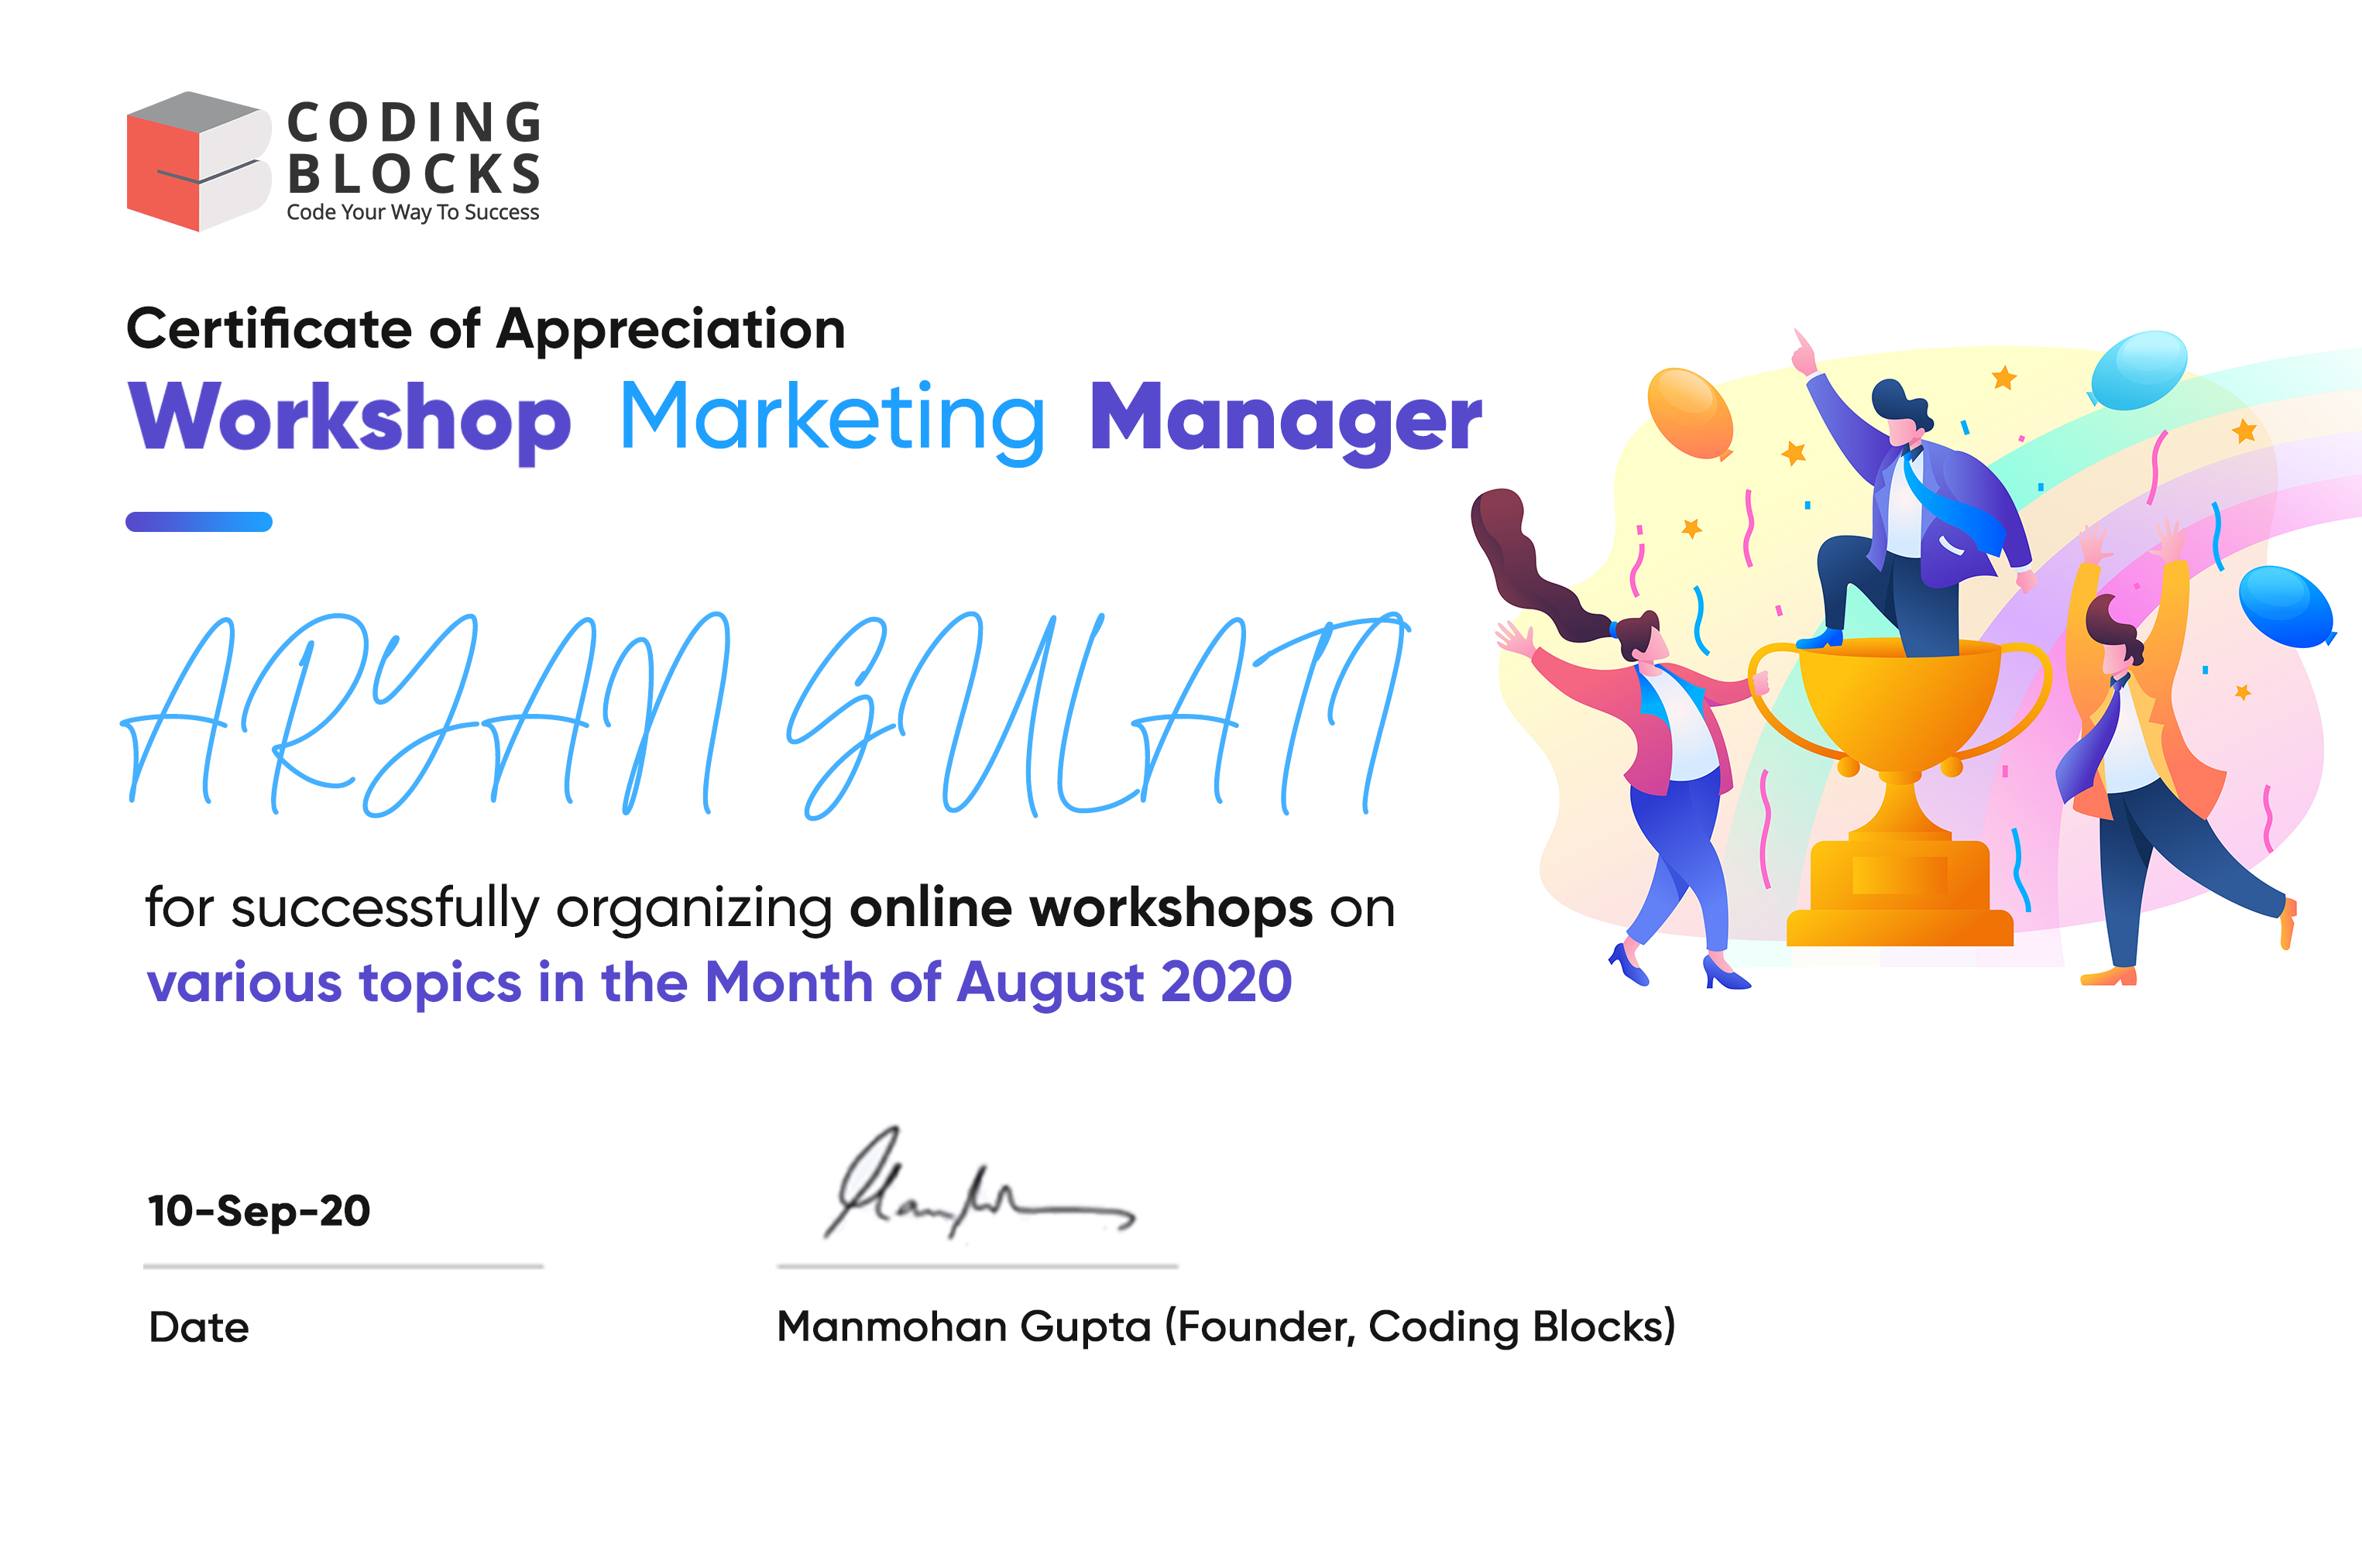 CODING
BLOCKS
Code Your Way To Success
Certificate of Appreciation
Workshop Marketing Manager
ARYAN GULATI
for successfully organizing online workshops on
various topics in the Month of August 2020
10-Sep-20
Date
Manmohan Gupta (Founder, Coding Blocks)